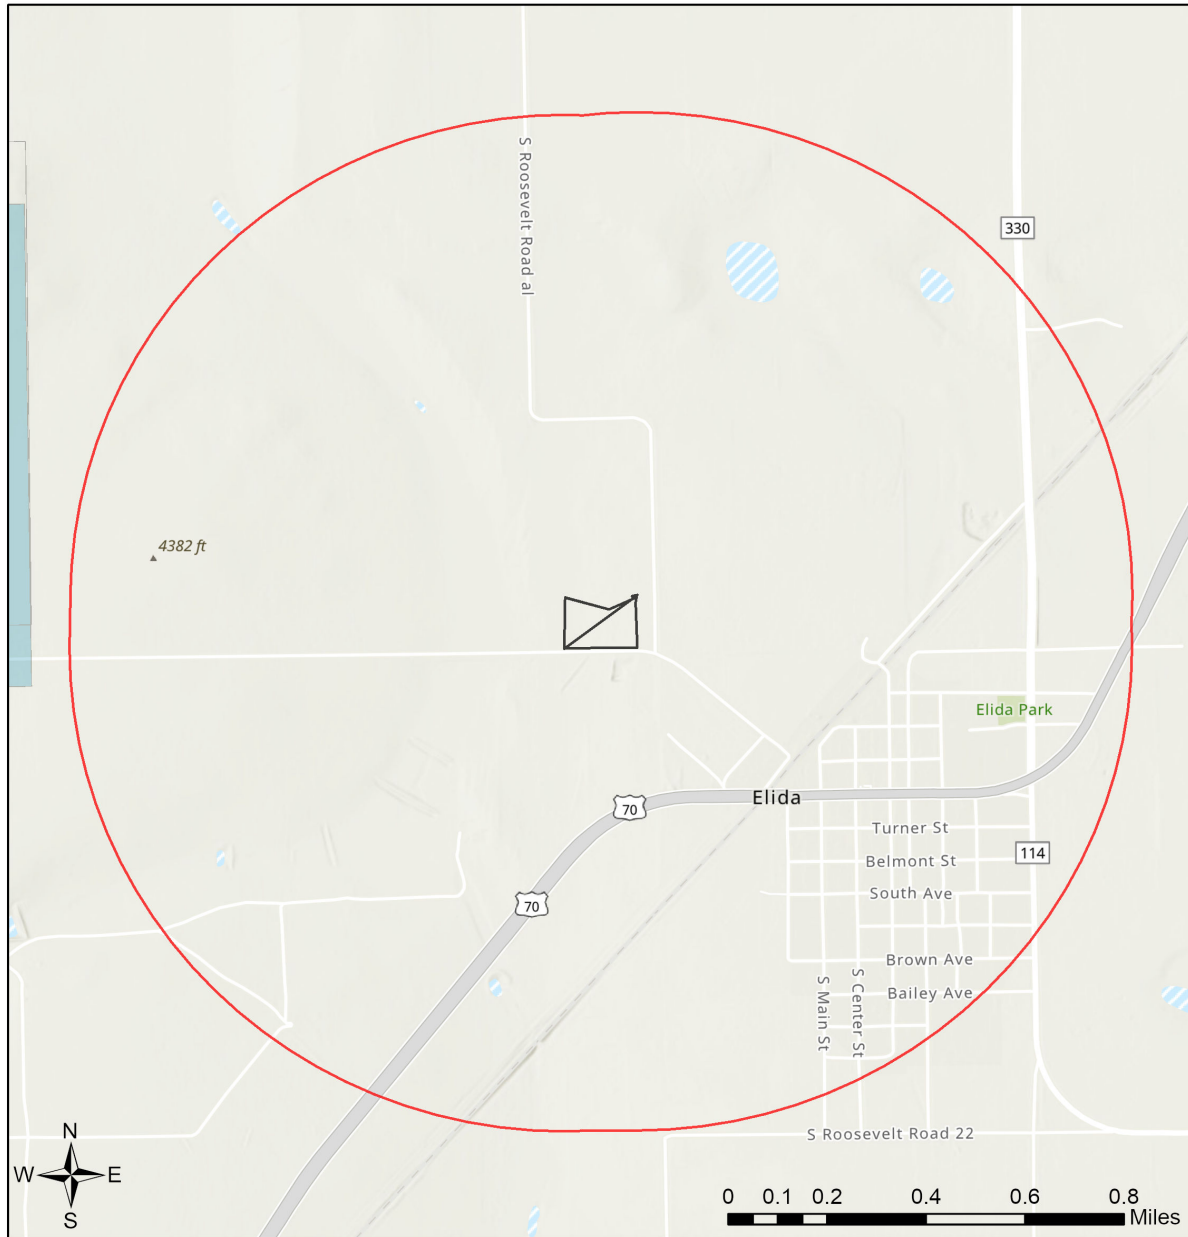 S Roosevelt Road al
330
4382 ft
Elida Park
Elida
70
Turner St
114
Belmont St
70
South Ave
Brown Ave
S Main St
S Center St
Bailey Ave
S Roosevelt Road 22
N
W E
S
0 0.1 0.2 0.4 0.6 0.8
Miles